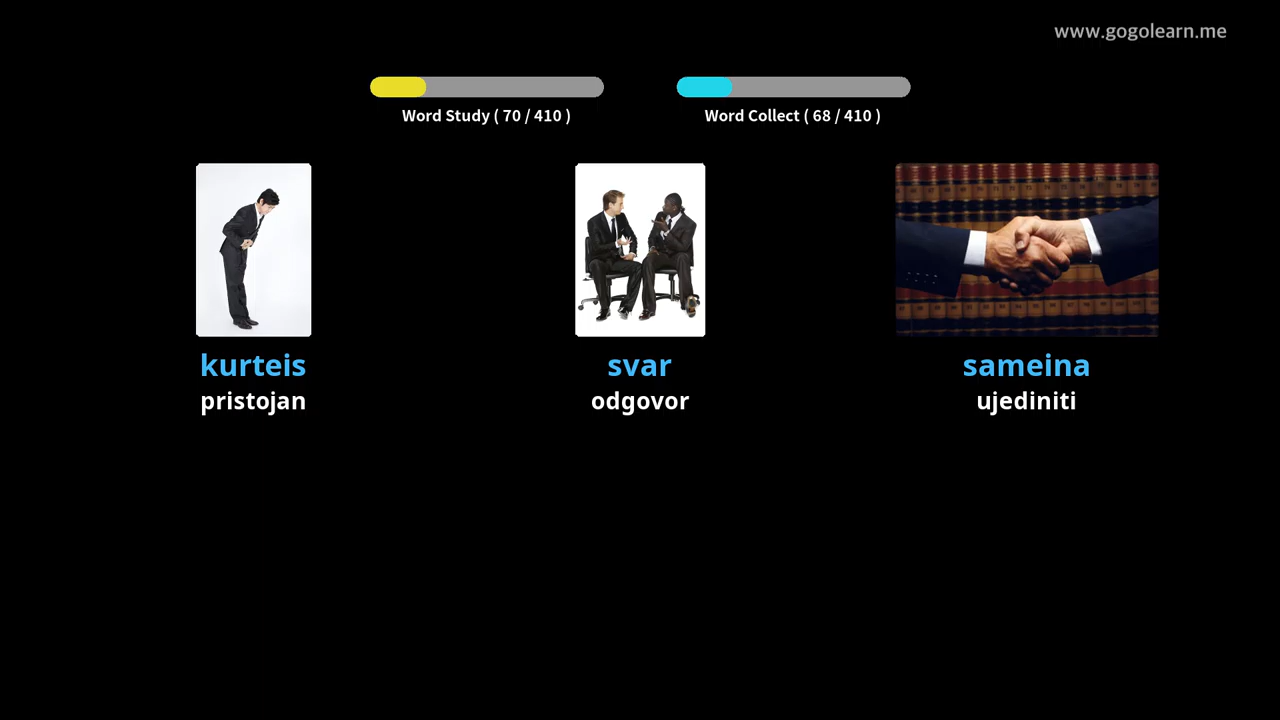 www.gogolearn.me
Word Study ( 70 / 410 )
Word Collect ( 68 / 410 )
kurteis
pristojan
svar
odgovor
sameina
ujediniti